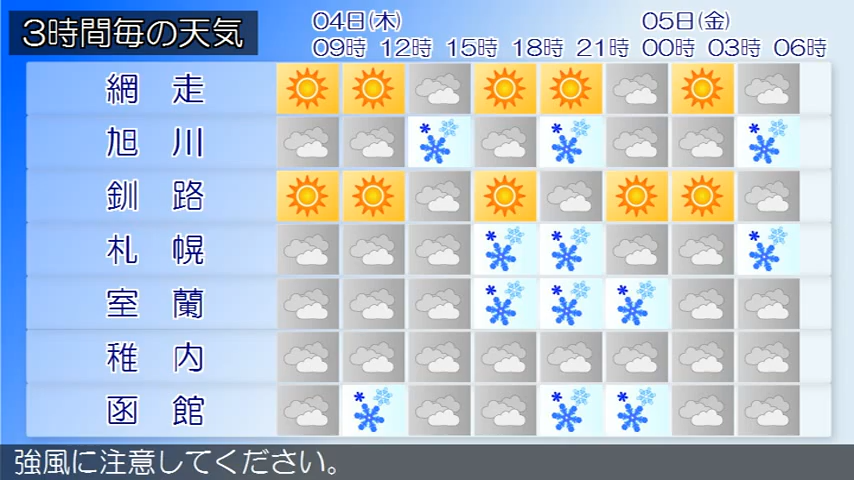 3時間毎の天気
04日(木) 05日(金)
09時 12時 15時 18時 21時 00時 03時 06時
網走
旭川
釧路
札幌
室蘭
稚内
函館
強風に注意してください。